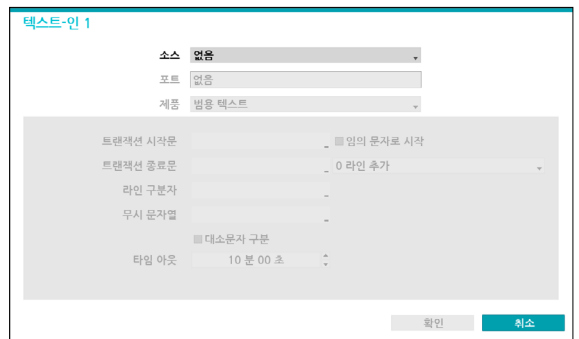 텍스트-인 1
소스 없음
포트 없음
제품 범용 텍스트
트랜잭션 시작문 임의 문자로 시작
트랜잭션 종료문 0 라인 추가
라인 구분자
무시 문자열
대소문자 구분
타임 아웃 10 분 00 초
확인 취소